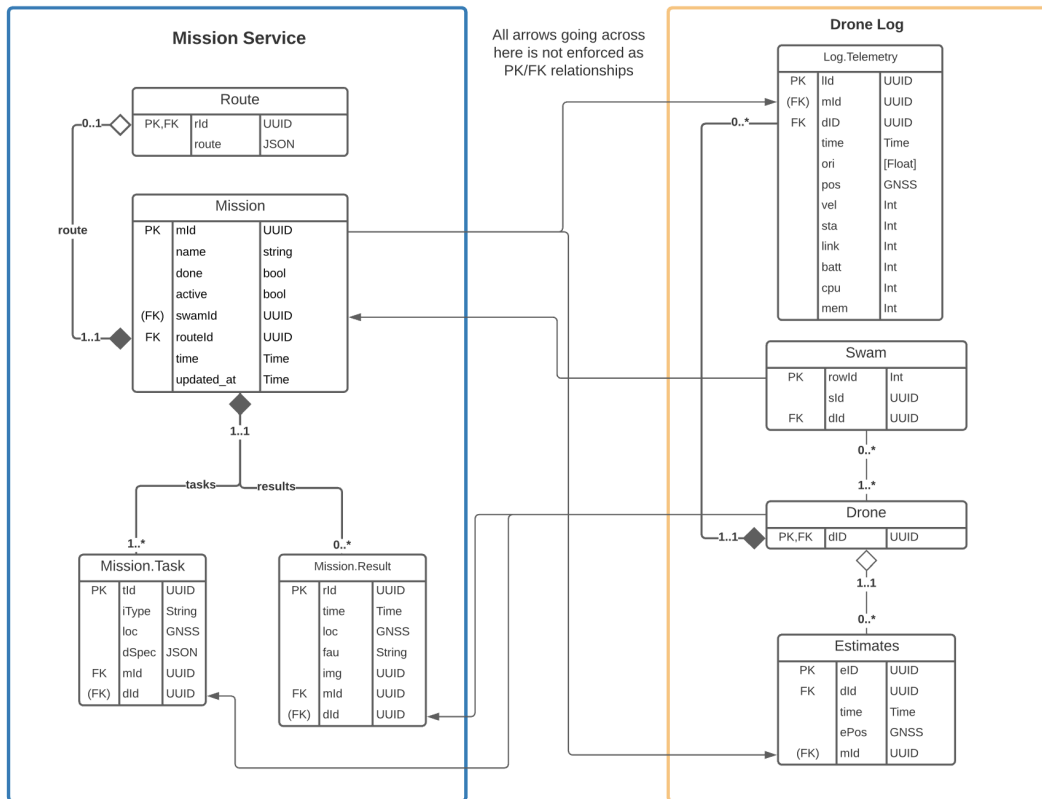 Mission Service
All arrows going across
here is not enforced as
PK/FK relationships
Drone Log
Route
PK,FK rId UUID
route JSON
0..1
route
1..1
Mission
PK mId UUID
name string
done bool
active bool
(FK) swamId UUID
FK routeId UUID
time Time
updated_at Time
1..1
tasks results
1..* 0..*
Mission.Task
PK tId UUID
iType String
loc GNSS
dSpec JSON
FK mId UUID
(FK) dId UUID
Mission.Result
PK rId UUID
time Time
loc GNSS
fau String
img UUID
FK mId UUID
(FK) dId UUID
Log.Telemetry
PK lId UUID
(FK) mId UUID
FK dID UUID
time Time
ori [Float]
pos GNSS
vel Int
sta Int
link Int
batt Int
cpu Int
mem Int
0..*
Swam
PK rowId Int
sId UUID
FK dId UUID
0..*
1..*
Drone
1..1
PK,FK dID UUID
1..1
0..*
Estimates
PK eID UUID
FK dId UUID
time Time
ePos GNSS
(FK) mId UUID